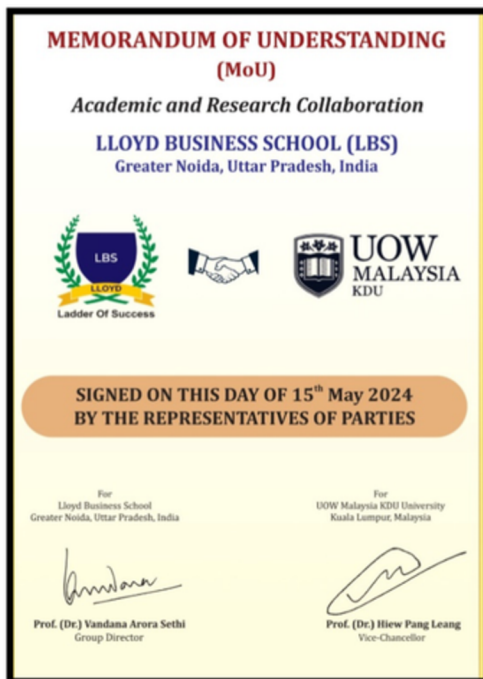 MEMORANDUM OF UNDERSTANDING
(MoU)
Academic and Research Collaboration
LLOYD BUSINESS SCHOOL (LBS)
Greater Noida, Uttar Pradesh, India
LBS
LLOYD
Ladder Of Success
UOW
MALAYSIA
KDU
SIGNED ON THIS DAY OF 15th May 2024
BY THE REPRESENTATIVES OF PARTIES
For
Lloyd Business School
Greater Noida, Uttar Pradesh, India
Vandana
Prof. (Dr.) Vandana Arora Sethi
Group Director
For
UOW Malaysia KDU University
Kuala Lumpur, Malaysia
Prof. (Dr.) Hiew Pang Leang
Vice-Chancellor